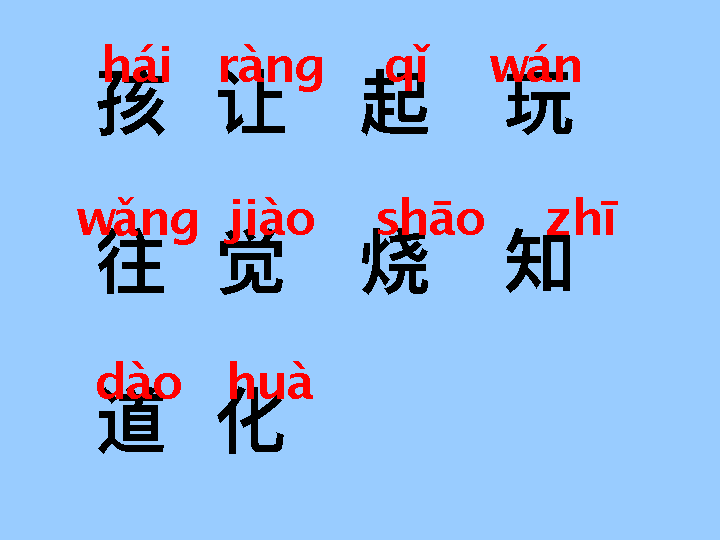 hái ràng qǐ wán
孩 让 起 玩
wǎng jiào shāo zhī
往 觉 烧 知
dào huà
道 化